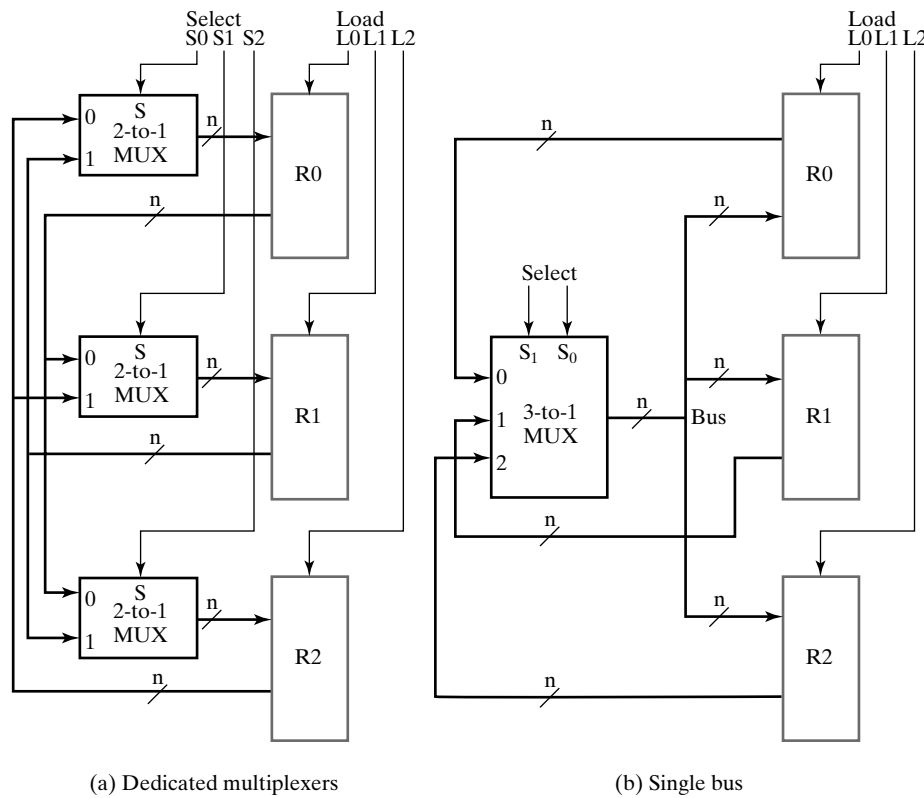 Select
S0 S1 S2
Load
L0 L1 L2
S
0
2-to-1
1
MUX
n
R0
n
S
0
2-to-1
1
MUX
n
R1
n
S
0
2-to-1
1
MUX
n
R2
n
(a) Dedicated multiplexers
Load
L0 L1 L2
n
R0
n
Select
S1 S0
0
1
3-to-1
MUX
2
n
Bus
n
R1
n
n
R2
n
(b) Single bus